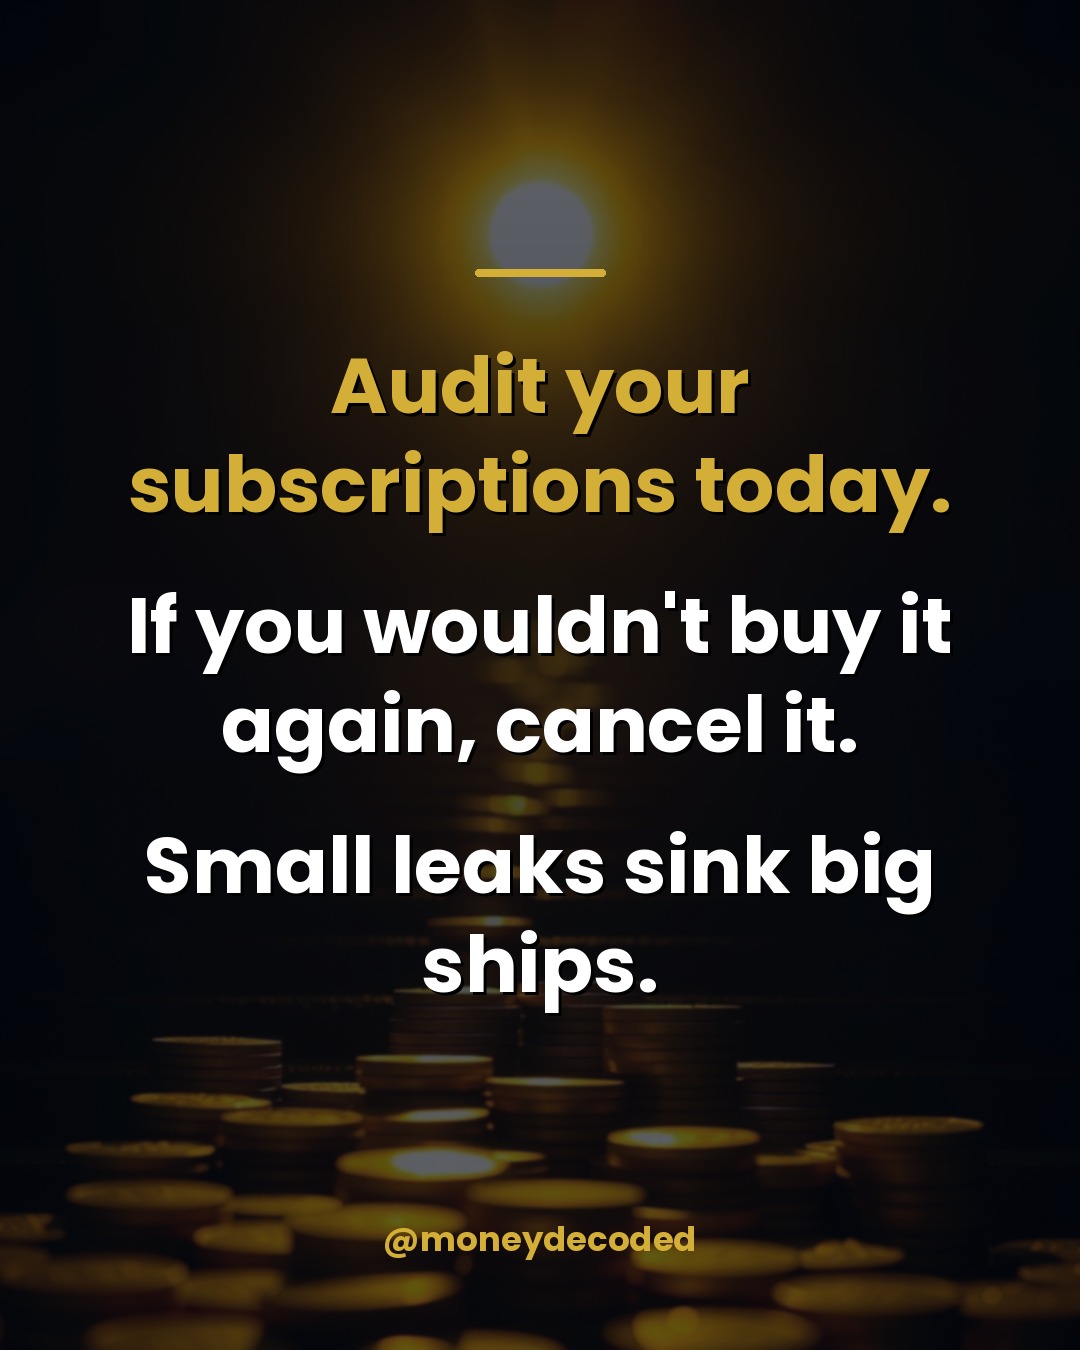 Audit your
subscriptions today.
If you wouldn't buy it
again, cancel it.
Small leaks sink big
ships.
@moneydecoded